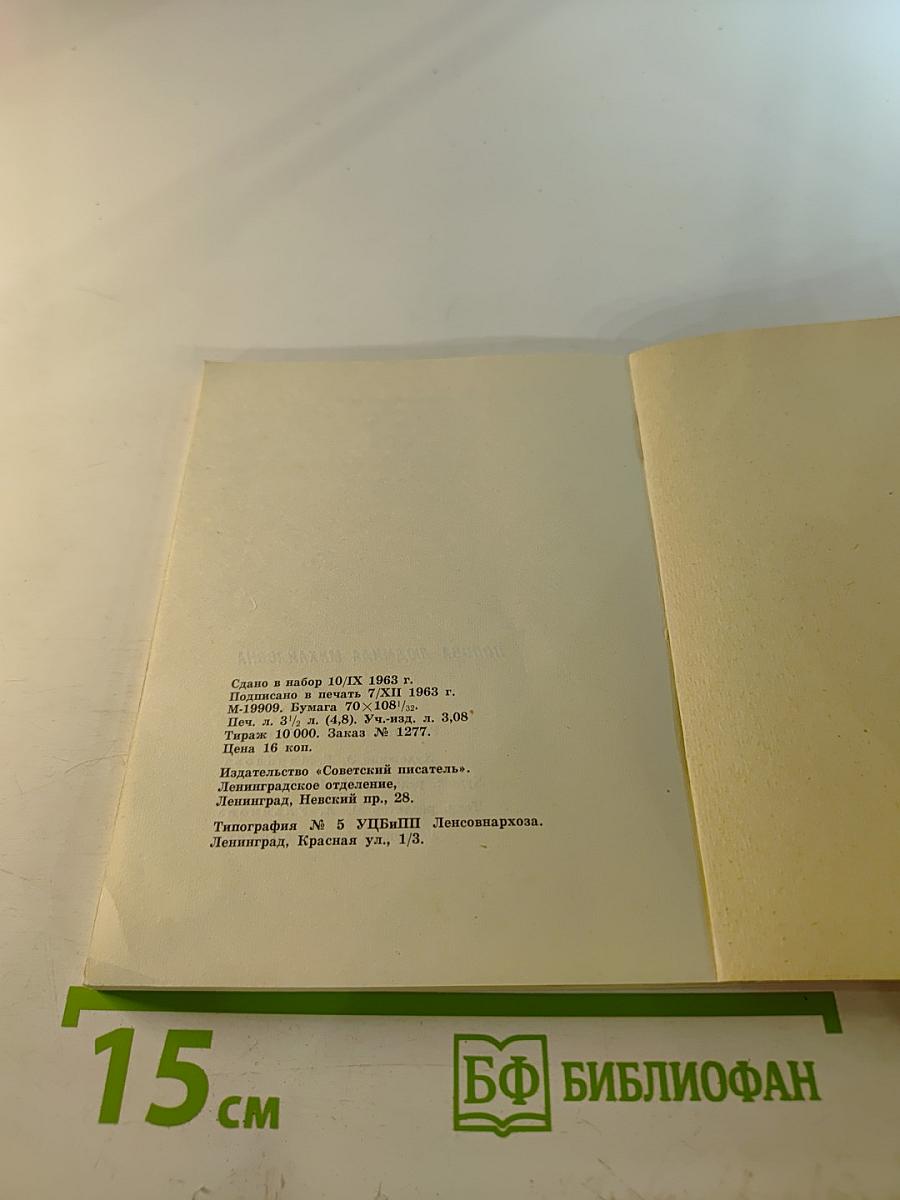 Сдано в набор 10/IX 1963 г.
Подписано в печать 7/XII 1963 г.
М-19909. Бумага 70×108¹/₃₂.
Печ. л. 3¹/₂ л. (4,8). Уч.-изд. л. 3,08
Тираж 10 000. Заказ № 1277.
Цена 16 коп.
Издательство «Советский писатель».
Ленинградское отделение,
Ленинград, Невский пр., 28.
Типография № 5 УЦБиПП Ленсовнархоза.
Ленинград, Красная ул., 1/3.
15 см
БФ БИБЛИОФАН